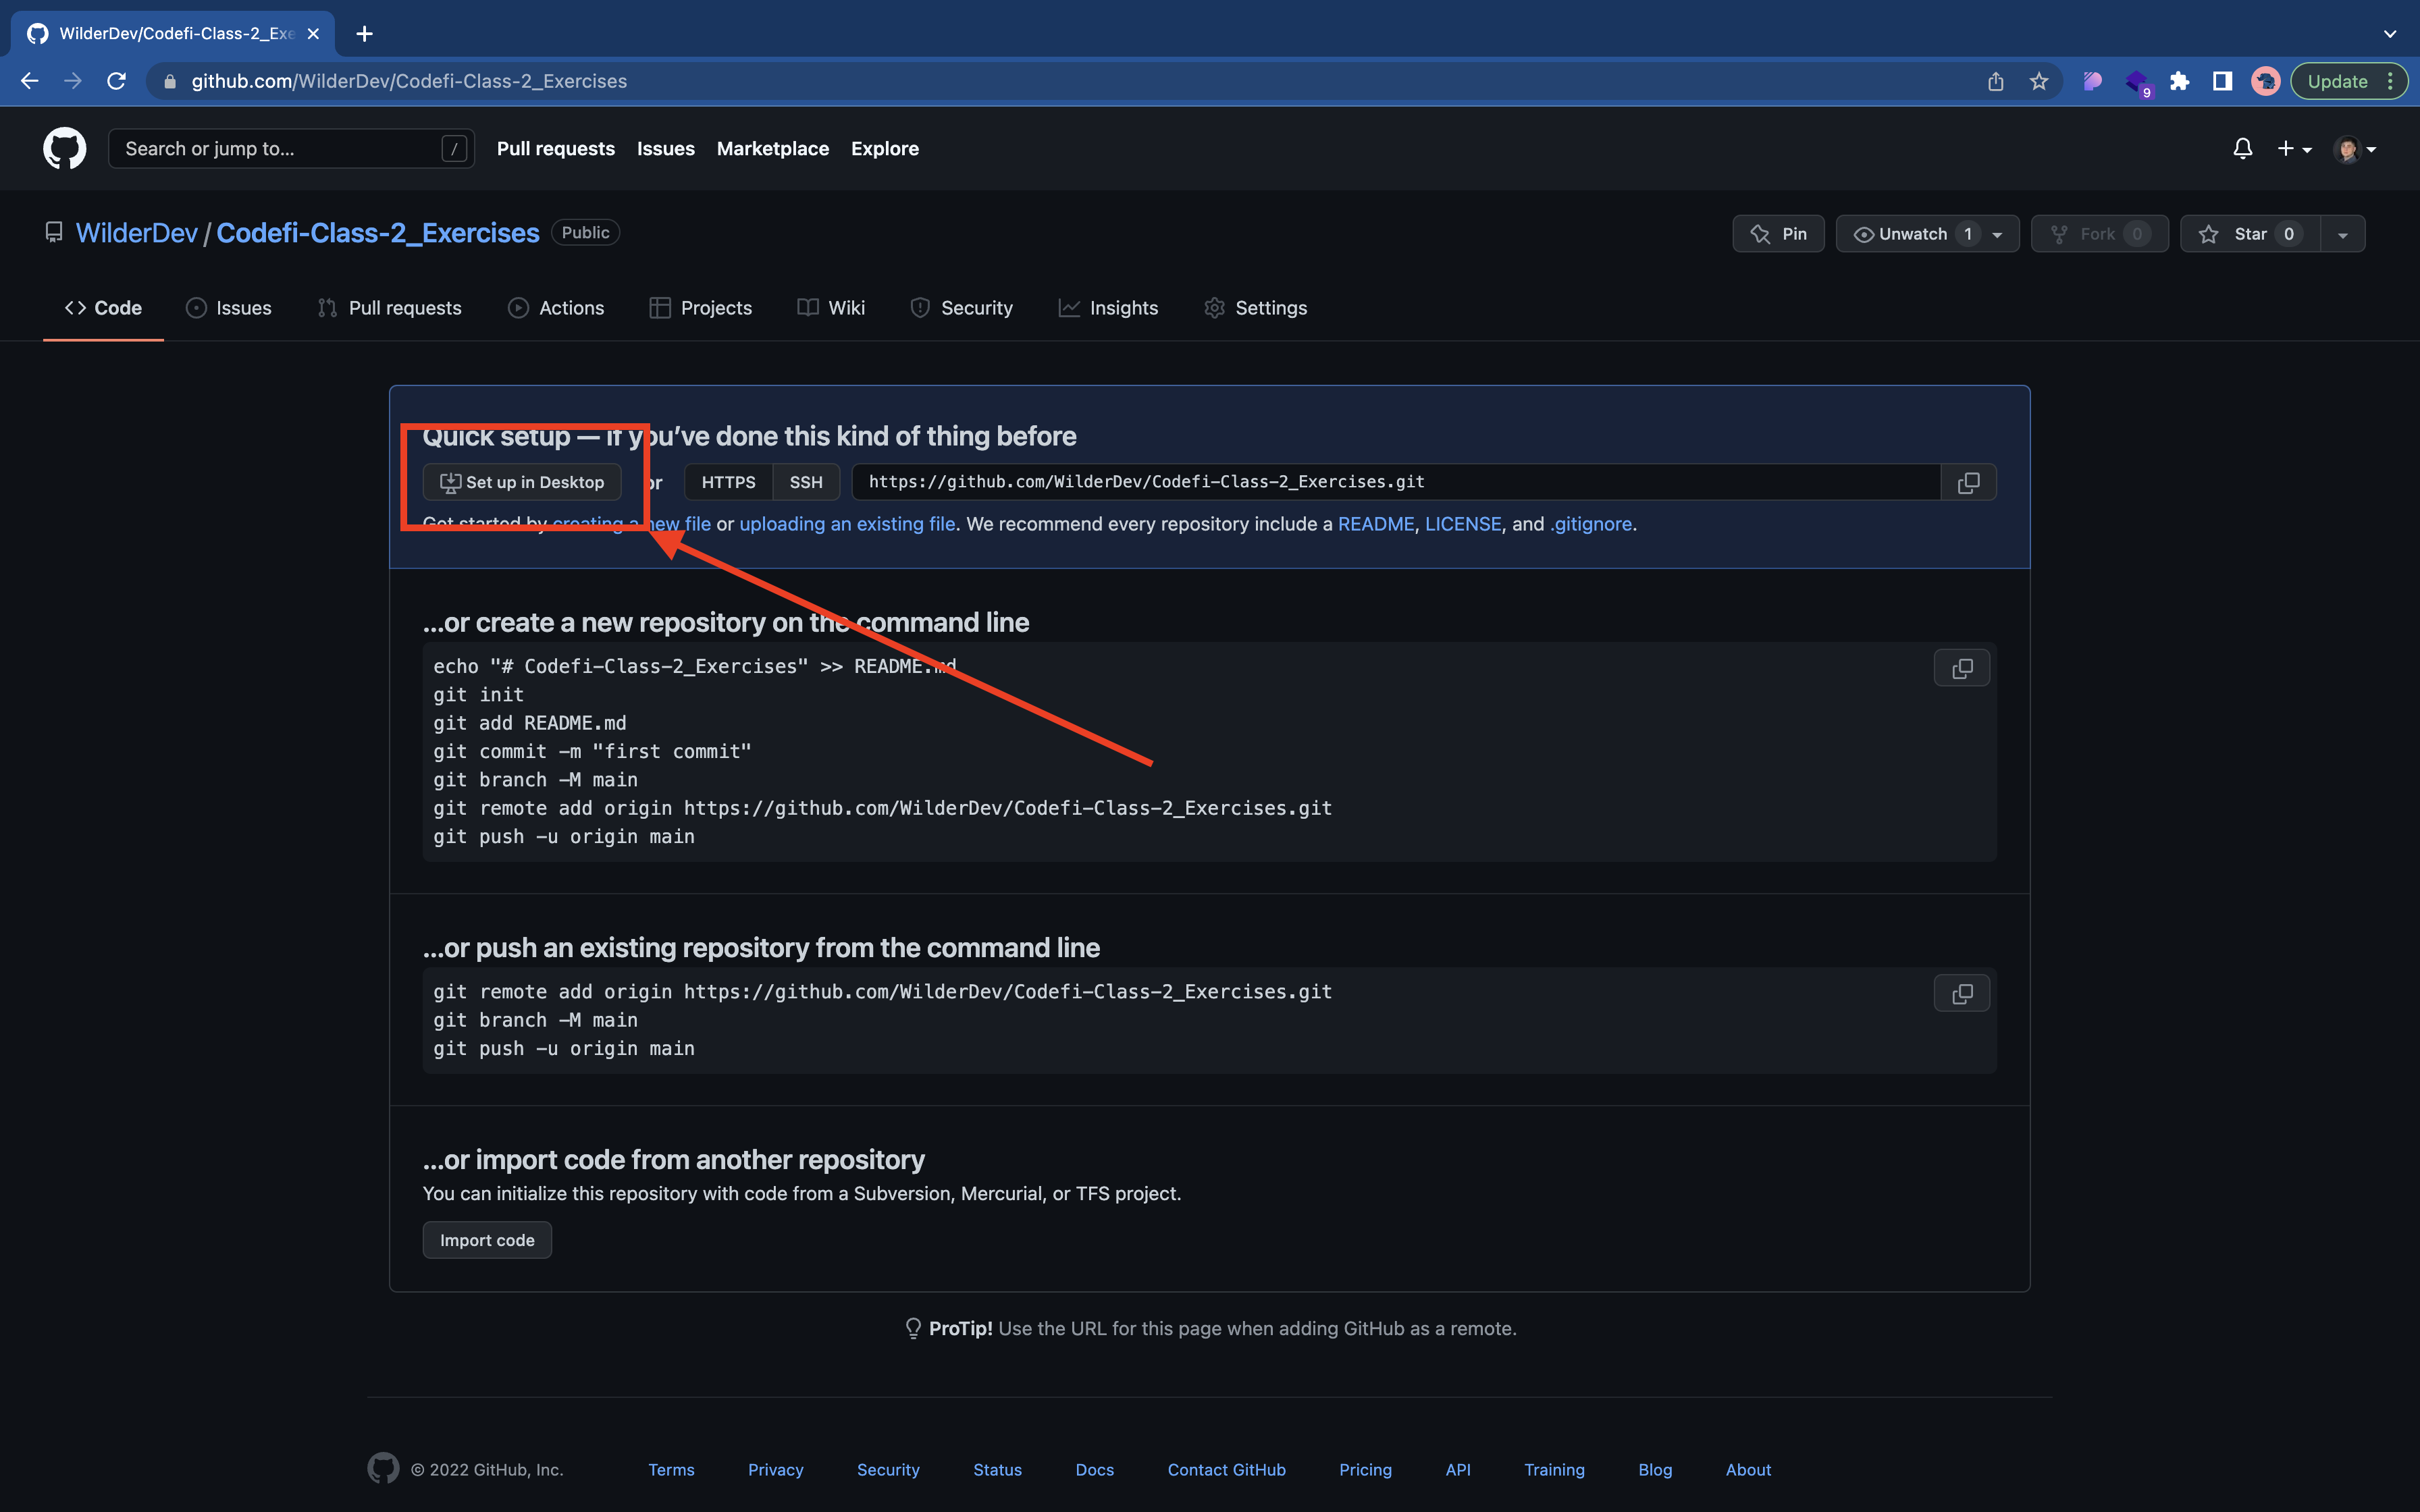 WilderDev/Codefi-Class-2_Exe
github.com/WilderDev/Codefi-Class-2_Exercises
9
Update
Search or jump to...
/
Pull requests Issues Marketplace Explore
WilderDev / Codefi-Class-2_Exercises Public
Pin Unwatch 1 Fork 0 Star 0
Code Issues Pull requests Actions Projects Wiki Security Insights Settings
Quick setup — if you've done this kind of thing before
Set up in Desktop or HTTPS SSH https://github.com/WilderDev/Codefi-Class-2_Exercises.git
Get started by creating a new file or uploading an existing file. We recommend every repository include a README, LICENSE, and .gitignore.
…or create a new repository on the command line
echo "# Codefi-Class-2_Exercises" >> README.md
git init
git add README.md
git commit -m "first commit"
git branch -M main
git remote add origin https://github.com/WilderDev/Codefi-Class-2_Exercises.git
git push -u origin main
…or push an existing repository from the command line
git remote add origin https://github.com/WilderDev/Codefi-Class-2_Exercises.git
git branch -M main
git push -u origin main
…or import code from another repository
You can initialize this repository with code from a Subversion, Mercurial, or TFS project.
Import code
ProTip! Use the URL for this page when adding GitHub as a remote.
© 2022 GitHub, Inc. Terms Privacy Security Status Docs Contact GitHub Pricing API Training Blog About